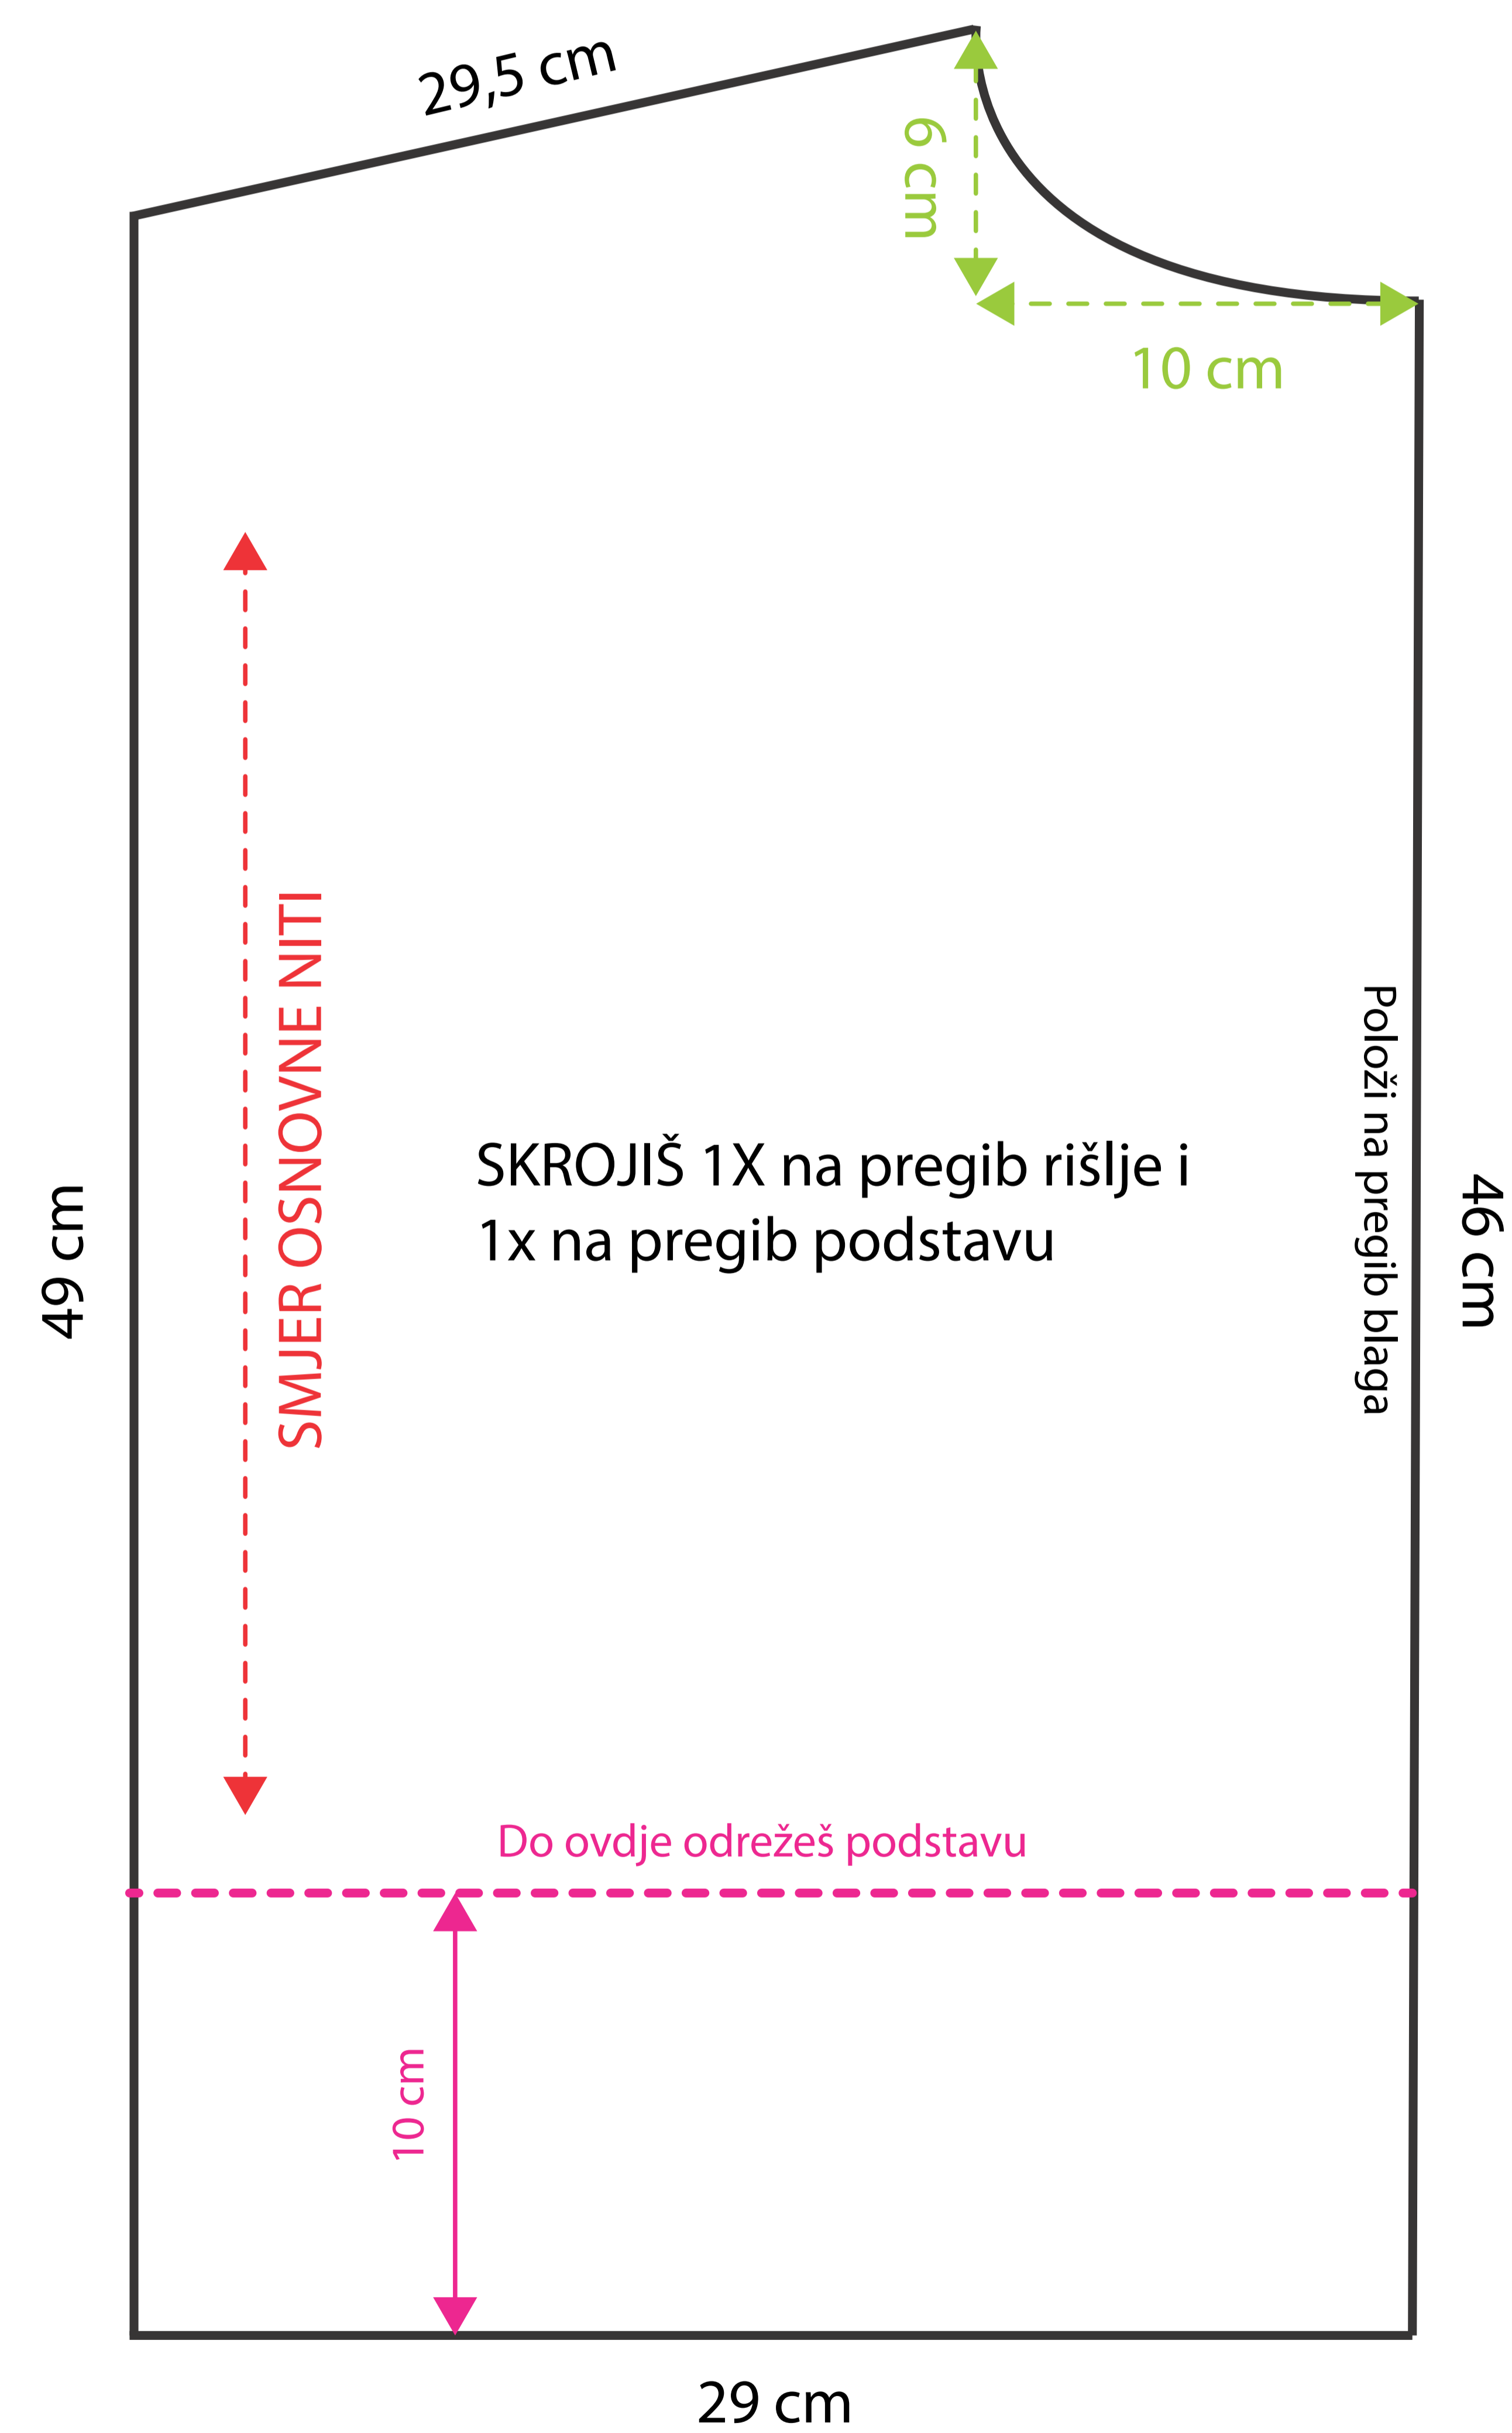 29,5 cm
6 cm
10 cm
SMJER OSNOVNE NITI
Položi na pregib blaga
SKROJIŠ 1X na pregib rišlje i
1x na pregib podstavu
49 cm
46 cm
Do ovdje odrežeš podstavu
10 cm
29 cm